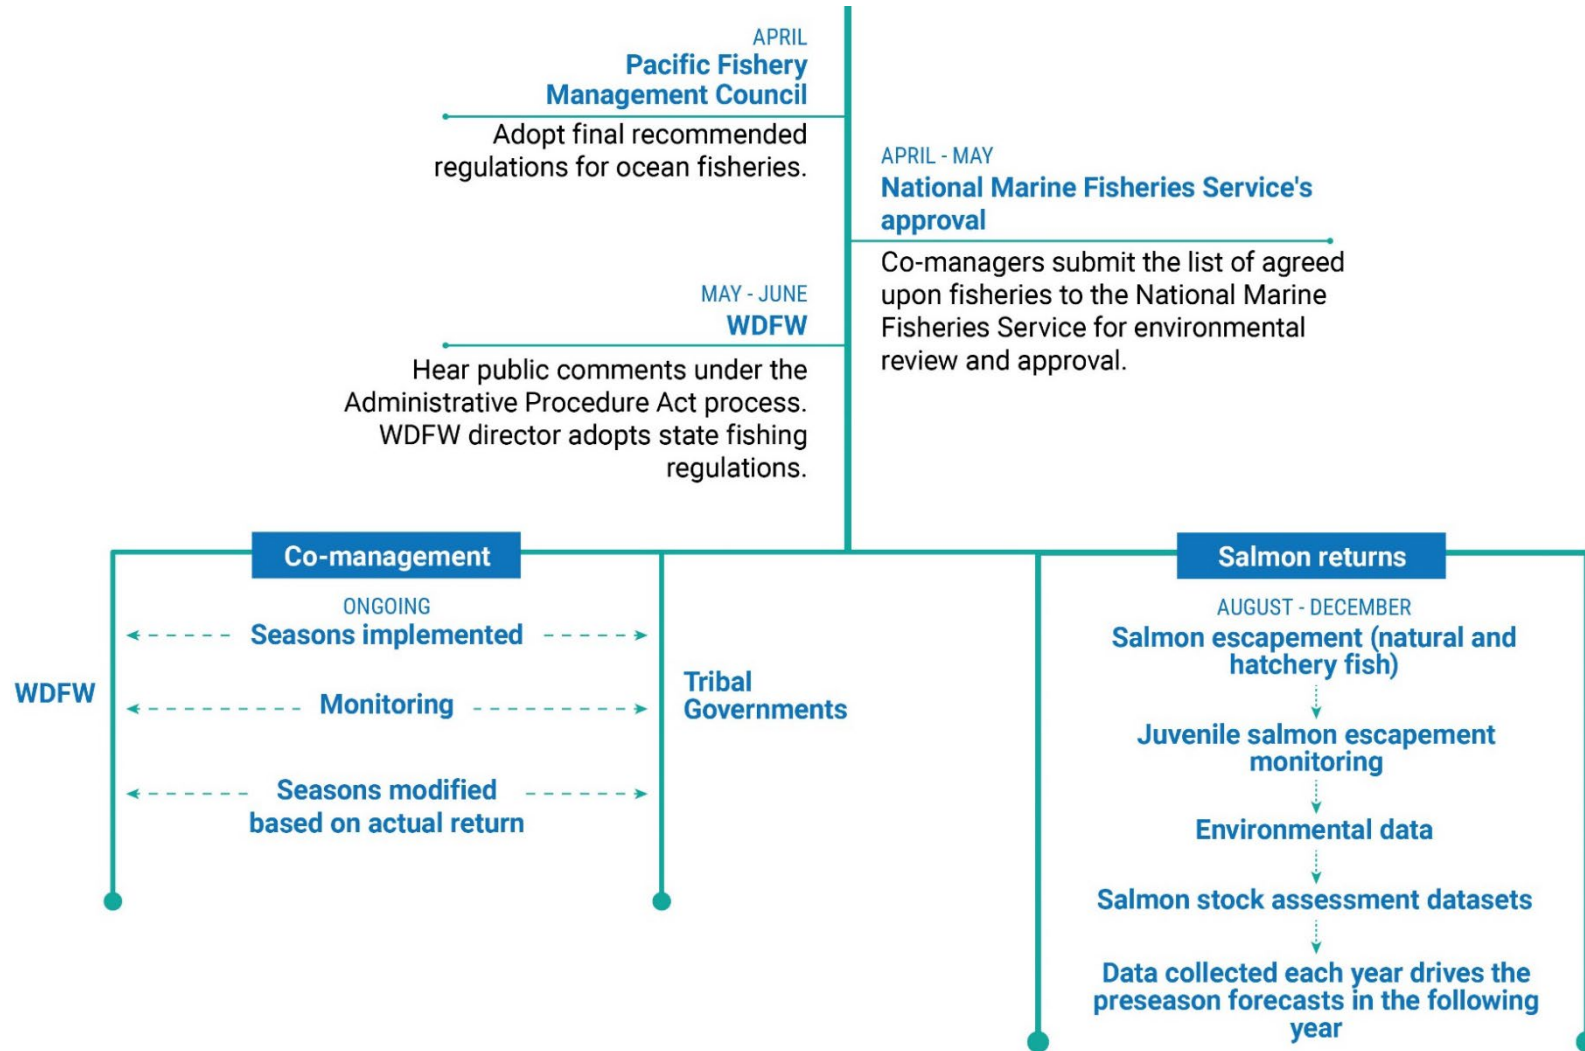 APRIL
Pacific Fishery
Management Council
Adopt final recommended
regulations for ocean fisheries.
APRIL - MAY
National Marine Fisheries Service's
approval
Co-managers submit the list of agreed
upon fisheries to the National Marine
Fisheries Service for environmental
review and approval.
MAY - JUNE
WDFW
Hear public comments under the
Administrative Procedure Act process.
WDFW director adopts state fishing
regulations.
Co-management
ONGOING
Seasons implemented
WDFW
Monitoring
Tribal
Governments
Seasons modified
based on actual return
Salmon returns
AUGUST - DECEMBER
Salmon escapement (natural and
hatchery fish)
Juvenile salmon escapement
monitoring
Environmental data
Salmon stock assessment datasets
Data collected each year drives the
preseason forecasts in the following
year